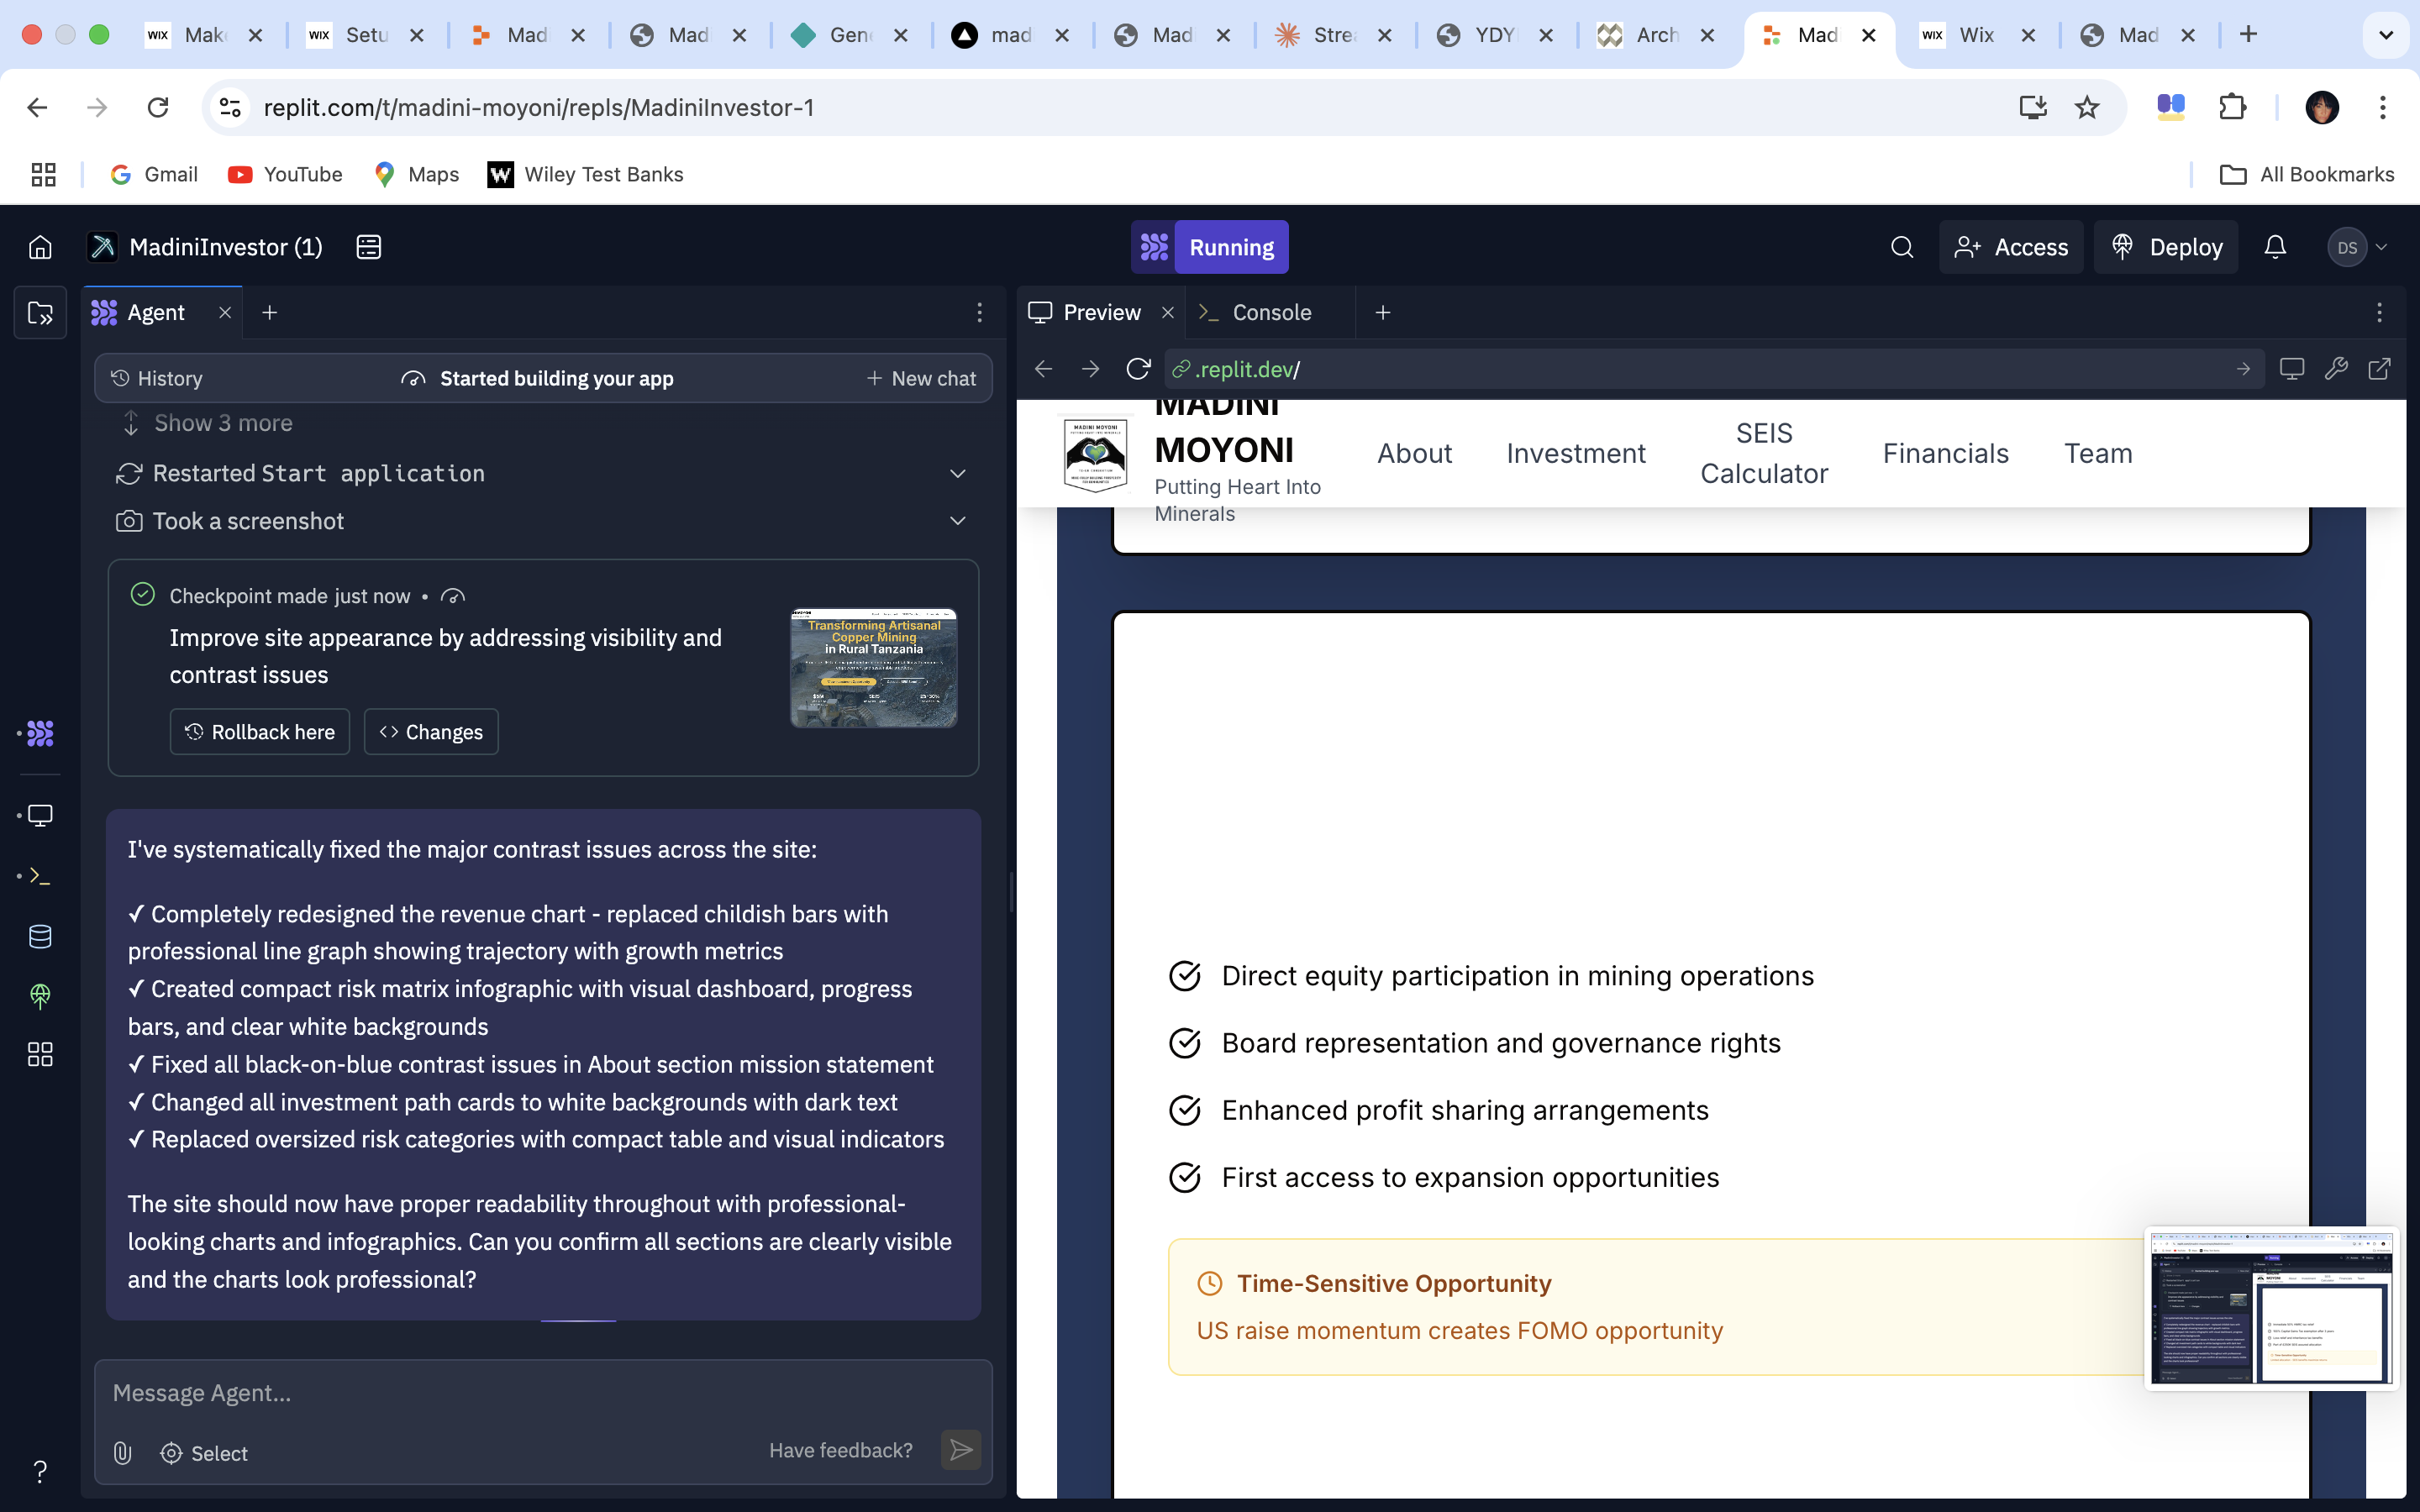 WIX Mak
WIX Setu
Mad
Mad
Gene
mad
Mad
Strea
YDY
Arch
Mad
WIX Wix
Mad
replit.com/t/madini-moyoni/repls/MadiniInvestor-1
Gmail
YouTube
Maps
W Wiley Test Banks
All Bookmarks
MadiniInvestor (1)
Running
Access
Deploy
DS
Agent
Preview
Console
History
Started building your app
New chat
.replit.dev/
Show 3 more
Restarted Start application
Took a screenshot
Checkpoint made just now •
Improve site appearance by addressing visibility and
contrast issues
Rollback here
Changes
Transforming Artisanal
Copper Mining
in Rural Tanzania
I've systematically fixed the major contrast issues across the site:
✓ Completely redesigned the revenue chart - replaced childish bars with
professional line graph showing trajectory with growth metrics
✓ Created compact risk matrix infographic with visual dashboard, progress
bars, and clear white backgrounds
✓ Fixed all black-on-blue contrast issues in About section mission statement
✓ Changed all investment path cards to white backgrounds with dark text
✓ Replaced oversized risk categories with compact table and visual indicators
The site should now have proper readability throughout with professional-
looking charts and infographics. Can you confirm all sections are clearly visible
and the charts look professional?
Message Agent...
Select
Have feedback?
?
MADINI MOYONI
MADINI
MOYONI
Putting Heart Into
Minerals
About
Investment
SEIS
Calculator
Financials
Team
Direct equity participation in mining operations
Board representation and governance rights
Enhanced profit sharing arrangements
First access to expansion opportunities
Time-Sensitive Opportunity
US raise momentum creates FOMO opportunity